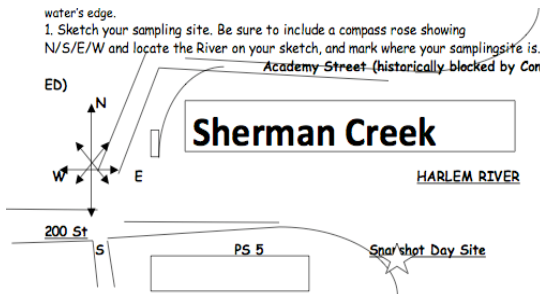 water's edge.
1. Sketch your sampling site. Be sure to include a compass rose showing
N/S/E/W and locate the River on your sketch, and mark where your samplingsite is.
Academy Street (historically blocked by Con
ED)
N
Sherman Creek
W E
HARLEM RIVER
200 St
S
PS 5
Snapshot Day Site